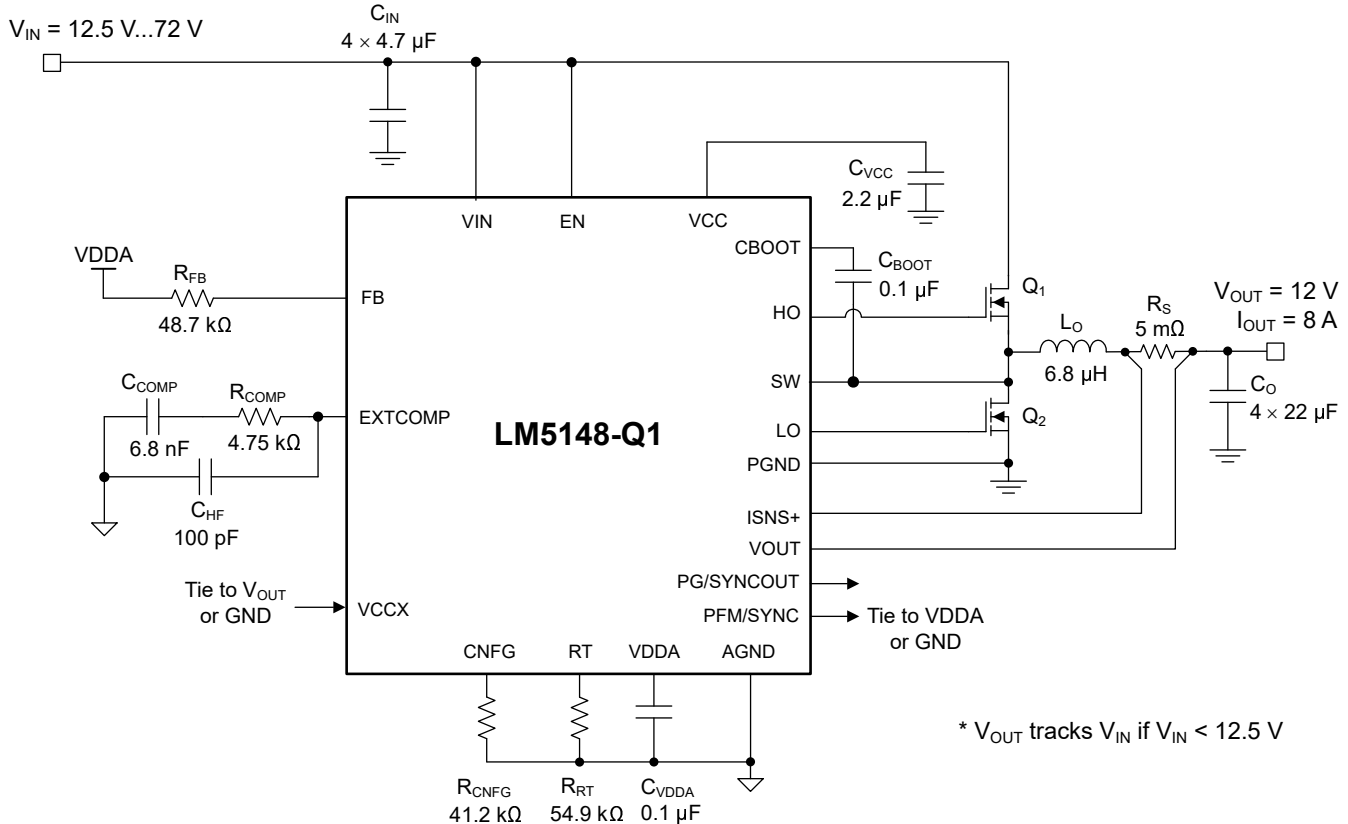 V_IN = 12.5 V...72 V
C_IN
4 × 4.7 µF
C_VCC
2.2 µF
VIN
EN
VCC
VDDA
R_FB
48.7 kΩ
FB
CBOOT
C_BOOT
0.1 µF
HO
Q_1
V_OUT = 12 V
I_OUT = 8 A
L_O
6.8 µH
R_S
5 mΩ
C_O
4 × 22 µF
SW
Q_2
LO
PGND
C_COMP
6.8 nF
R_COMP
4.75 kΩ
EXTCOMP
LM5148-Q1
C_HF
100 pF
ISNS+
VOUT
Tie to V_OUT
or GND
VCCX
PG/SYNCOUT
PFM/SYNC
Tie to VDDA
or GND
CNFG
RT
VDDA
AGND
R_CNFG
41.2 kΩ
R_RT
54.9 kΩ
C_VDDA
0.1 µF
* V_OUT tracks V_IN if V_IN < 12.5 V